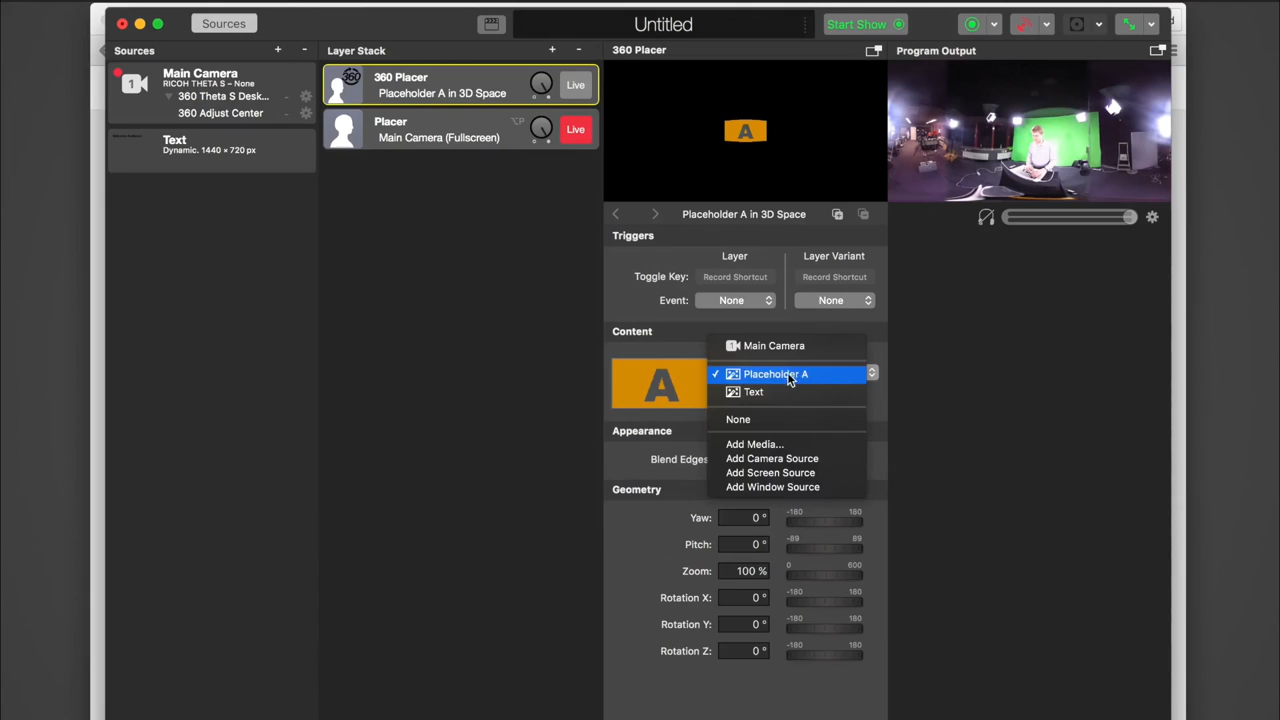 Sources
Untitled
Start Show
Sources + -
Layer Stack + -
360 Placer
Program Output
1
Main Camera
RICOH THETA S – None
360 Theta S Desk... -
360 Adjust Center -
Text
Dynamic. 1440 × 720 px
360
360 Placer
Placeholder A in 3D Space
Live
Placer
⌥P
Main Camera (Fullscreen)
Live
A
Placeholder A in 3D Space
Triggers
Layer
Layer Variant
Toggle Key:
Record Shortcut
Record Shortcut
Event:
None
None
Content
A
1
Main Camera
✓ Placeholder A
Text
None
Add Media...
Add Camera Source
Add Screen Source
Add Window Source
Appearance
Blend Edges
Geometry
Yaw: 0 ° -180 180
Pitch: 0 ° -89 89
Zoom: 100 % 0 600
Rotation X: 0 ° -180 180
Rotation Y: 0 ° -180 180
Rotation Z: 0 ° -180 180